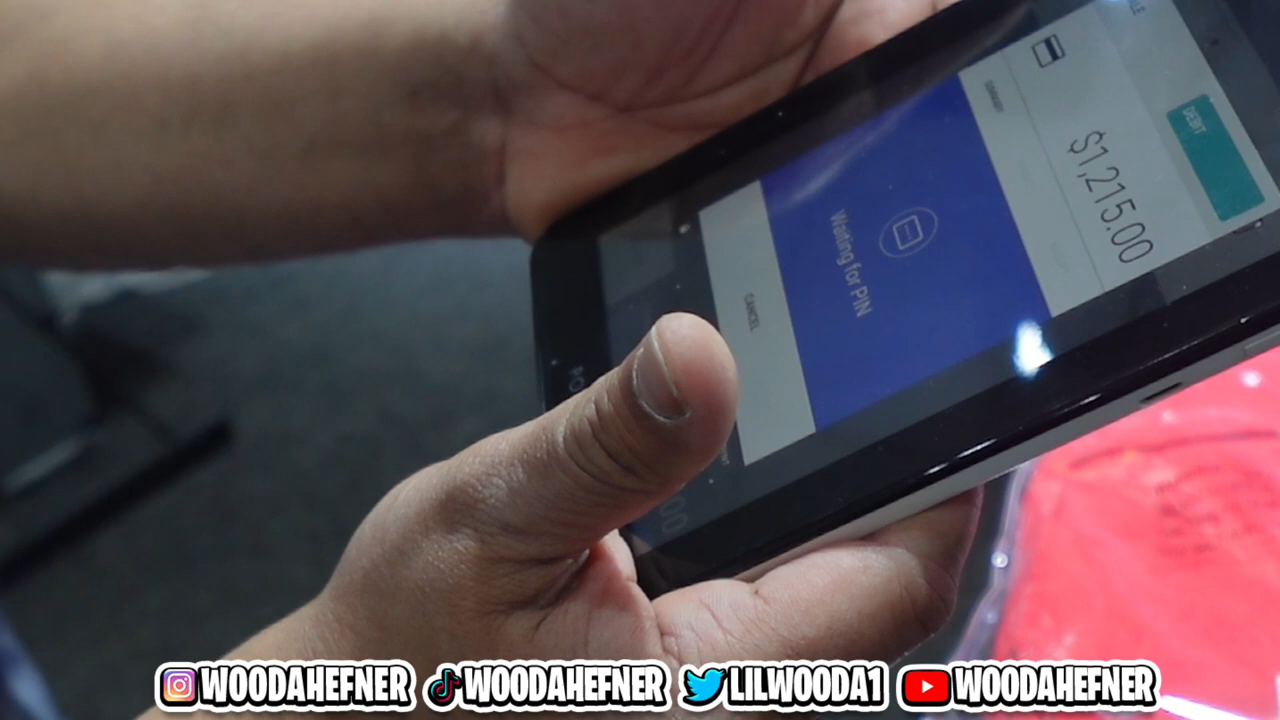 DEBIT
$1,215.00
Waiting for PIN
CANCEL
WOODAHEFNER
WOODAHEFNER
LILWOODA1
WOODAHEFNER